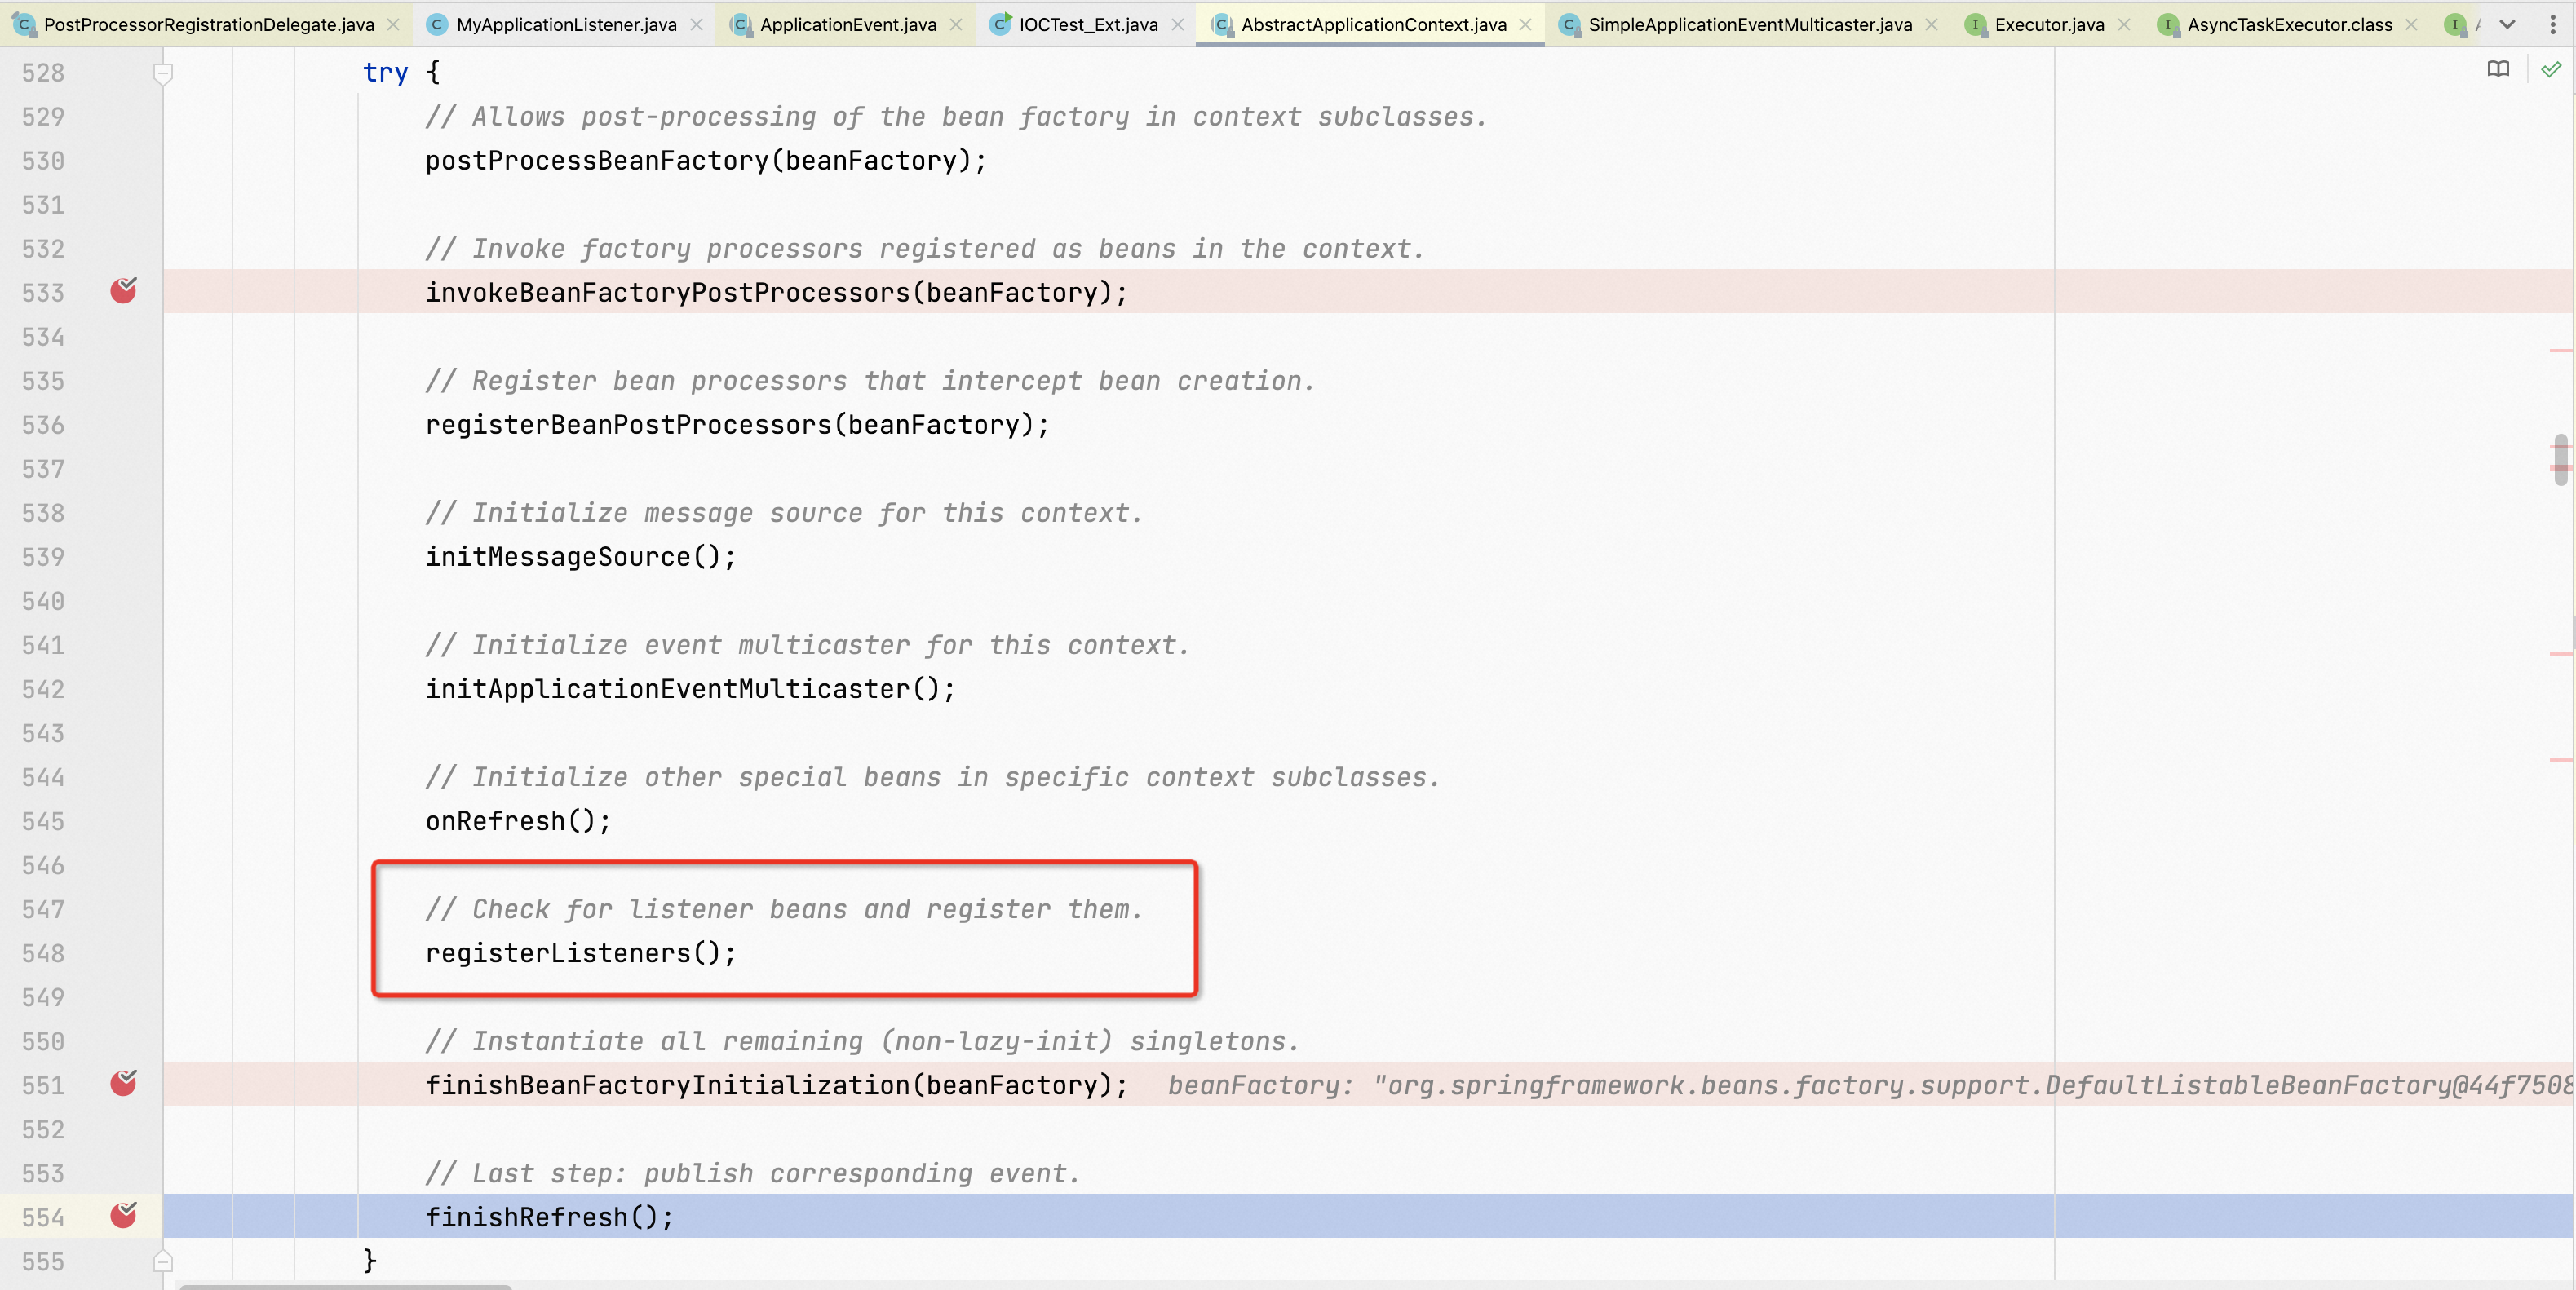 PostProcessorRegistrationDelegate.java MyApplicationListener.java ApplicationEvent.java IOCTest_Ext.java AbstractApplicationContext.java SimpleApplicationEventMulticaster.java Executor.java AsyncTaskExecutor.class
528 try {
529 // Allows post-processing of the bean factory in context subclasses.
530 postProcessBeanFactory(beanFactory);
531
532 // Invoke factory processors registered as beans in the context.
533 invokeBeanFactoryPostProcessors(beanFactory);
534
535 // Register bean processors that intercept bean creation.
536 registerBeanPostProcessors(beanFactory);
537
538 // Initialize message source for this context.
539 initMessageSource();
540
541 // Initialize event multicaster for this context.
542 initApplicationEventMulticaster();
543
544 // Initialize other special beans in specific context subclasses.
545 onRefresh();
546
547 // Check for listener beans and register them.
548 registerListeners();
549
550 // Instantiate all remaining (non-lazy-init) singletons.
551 finishBeanFactoryInitialization(beanFactory); beanFactory: "org.springframework.beans.factory.support.DefaultListableBeanFactory@44f7508
552
553 // Last step: publish corresponding event.
554 finishRefresh();
555 }